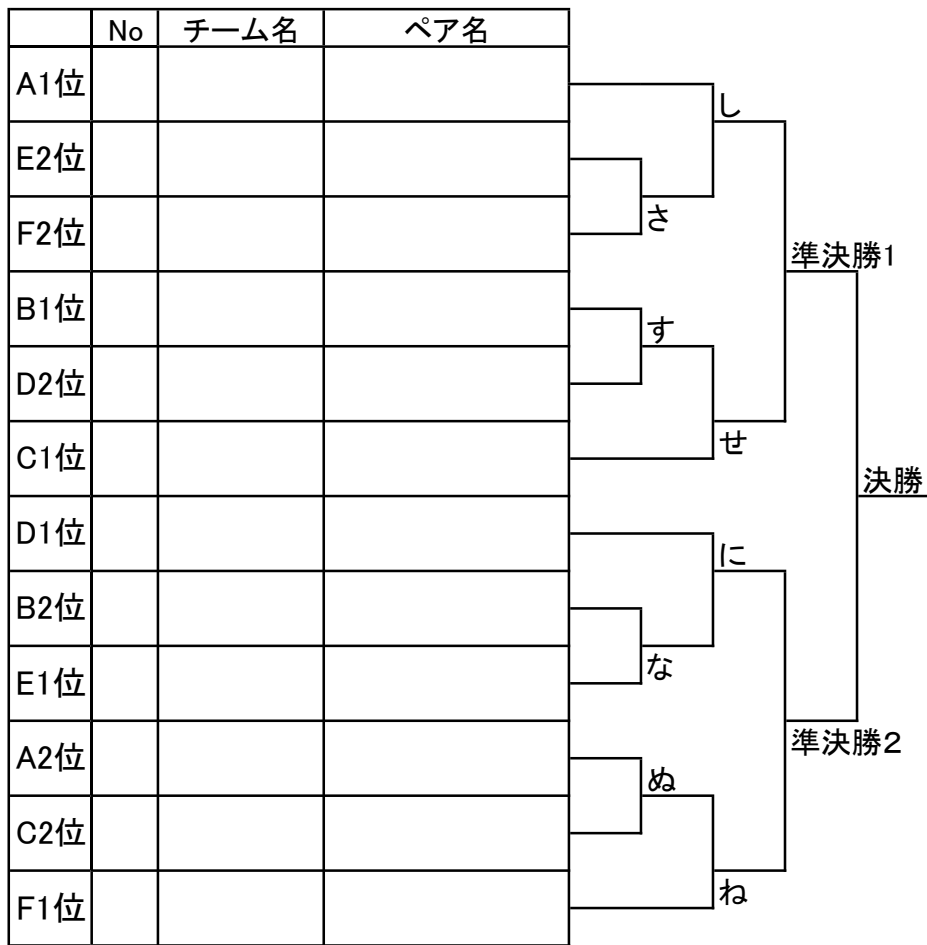 No チーム名 ペア名
A1位
し
E2位
さ
F2位
準決勝1
B1位
す
D2位
せ
C1位
決勝
D1位
に
B2位
な
E1位
準決勝2
A2位
ぬ
C2位
ね
F1位